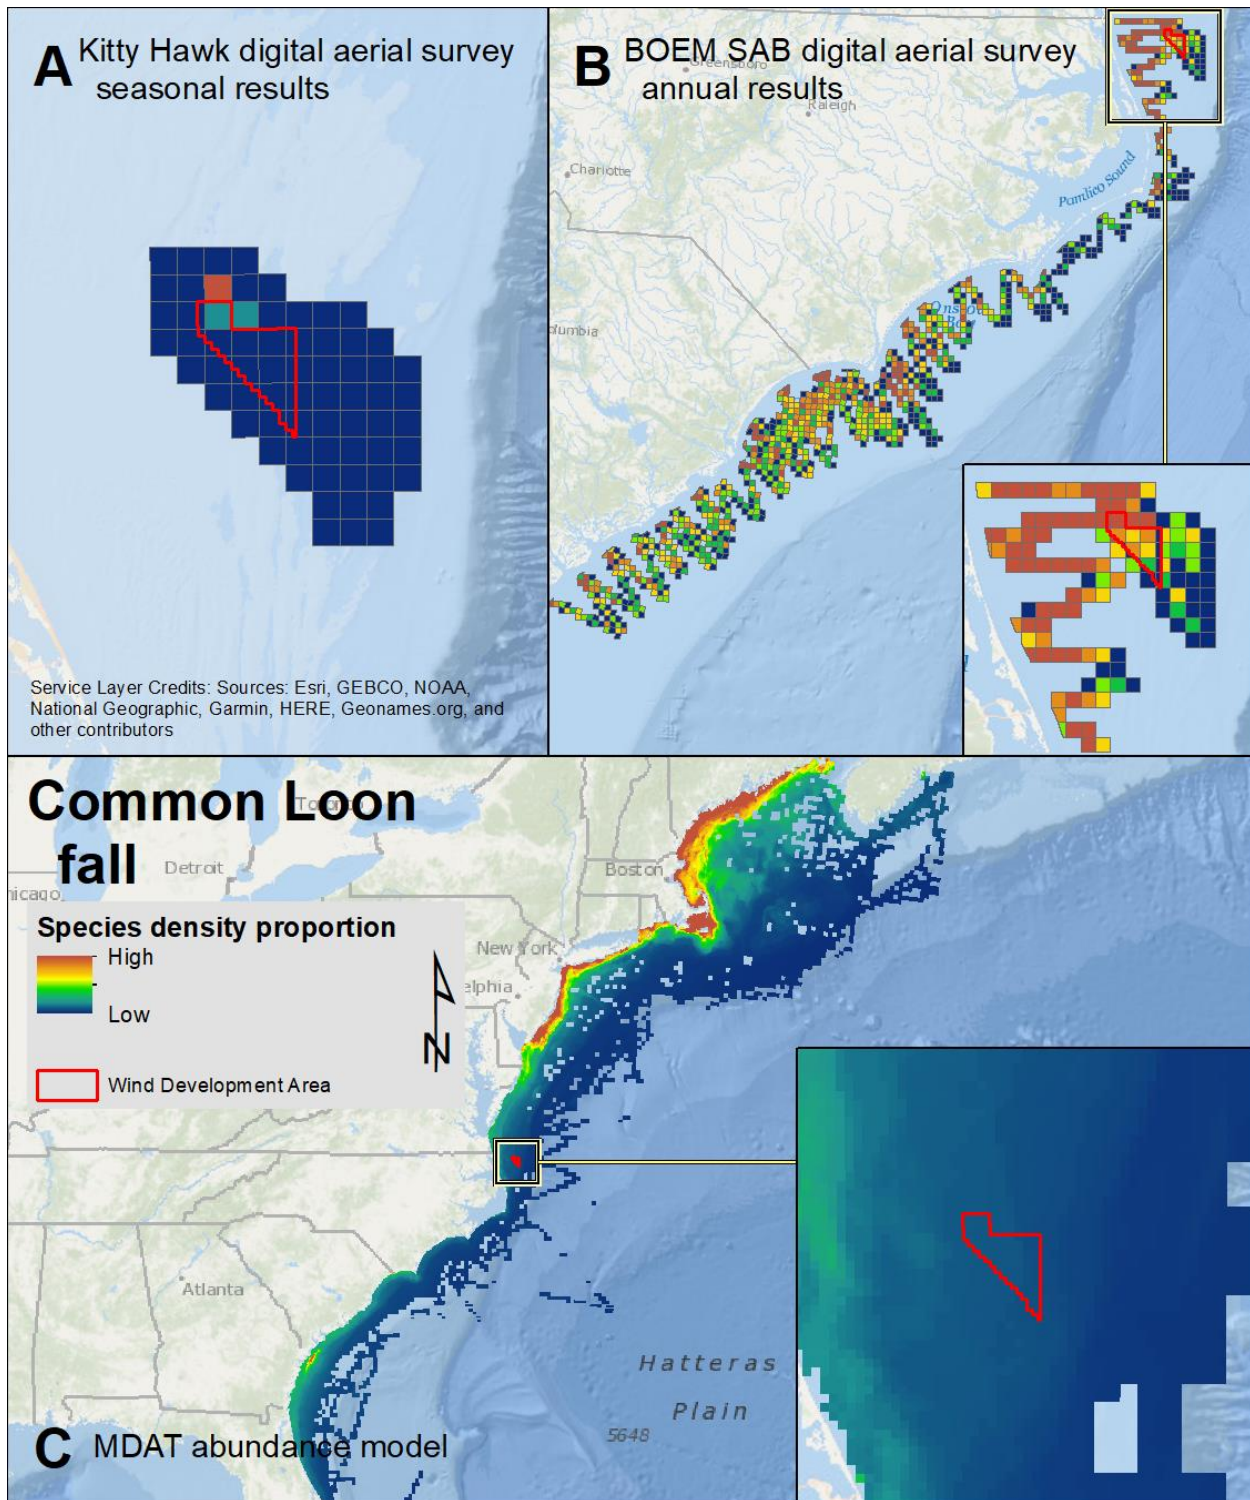 A Kitty Hawk digital aerial survey
seasonal results
Service Layer Credits: Sources: Esri, GEBCO, NOAA,
National Geographic, Garmin, HERE, Geonames.org, and
other contributors
B BOEM SAB digital aerial survey
annual results
Greensboro
Raleigh
Charlotte
Pamlico Sound
lumbia
Common Loon
fall
Detroit
hicago
Boston
New York
elphia
Species density proportion
High
Low
N
Wind Development Area
Atlanta
Hatteras
Plain
5648
C MDAT abundance model